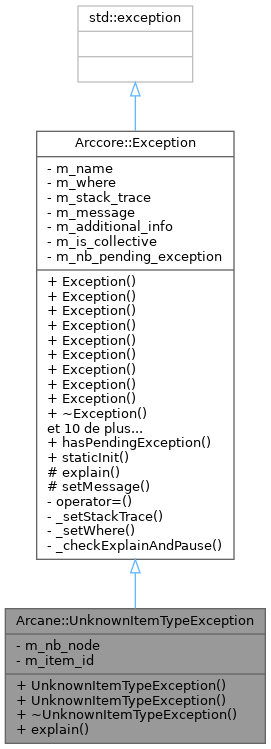 std::exception
Arccore::Exception
- m_name
- m_where
- m_stack_trace
- m_message
- m_additional_info
- m_is_collective
- m_nb_pending_exception
+ Exception()
+ Exception()
+ Exception()
+ Exception()
+ Exception()
+ Exception()
+ Exception()
+ Exception()
+ Exception()
+ ~Exception()
et 10 de plus...
+ hasPendingException()
+ staticInit()
# explain()
# setMessage()
- operator=()
- _setStackTrace()
- _setWhere()
- _checkExplainAndPause()
Arcane::UnknownItemTypeException
- m_nb_node
- m_item_id
+ UnknownItemTypeException()
+ UnknownItemTypeException()
+ ~UnknownItemTypeException()
+ explain()